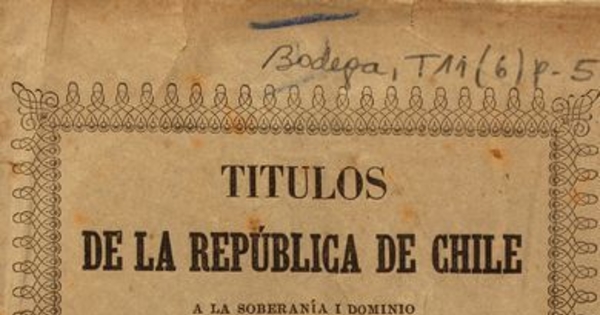 Bodega, T11(6) p-5
TITULOS
DE LA REPÚBLICA DE CHILE
A LA SOBERANÍA I DOMINIO